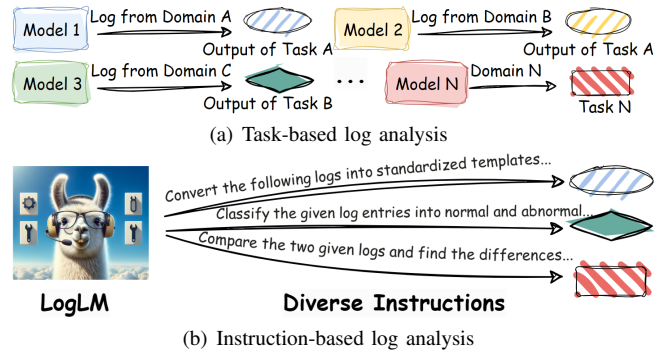 Model 1 Log from Domain A Output of Task A Model 2 Log from Domain B Output of Task A
Model 3 Log from Domain C Output of Task B ... Model N Domain N Task N
(a) Task-based log analysis
Convert the following logs into standardized templates...
Classify the given log entries into normal and abnormal...
Compare the two given logs and find the differences...
LogLM Diverse Instructions
(b) Instruction-based log analysis